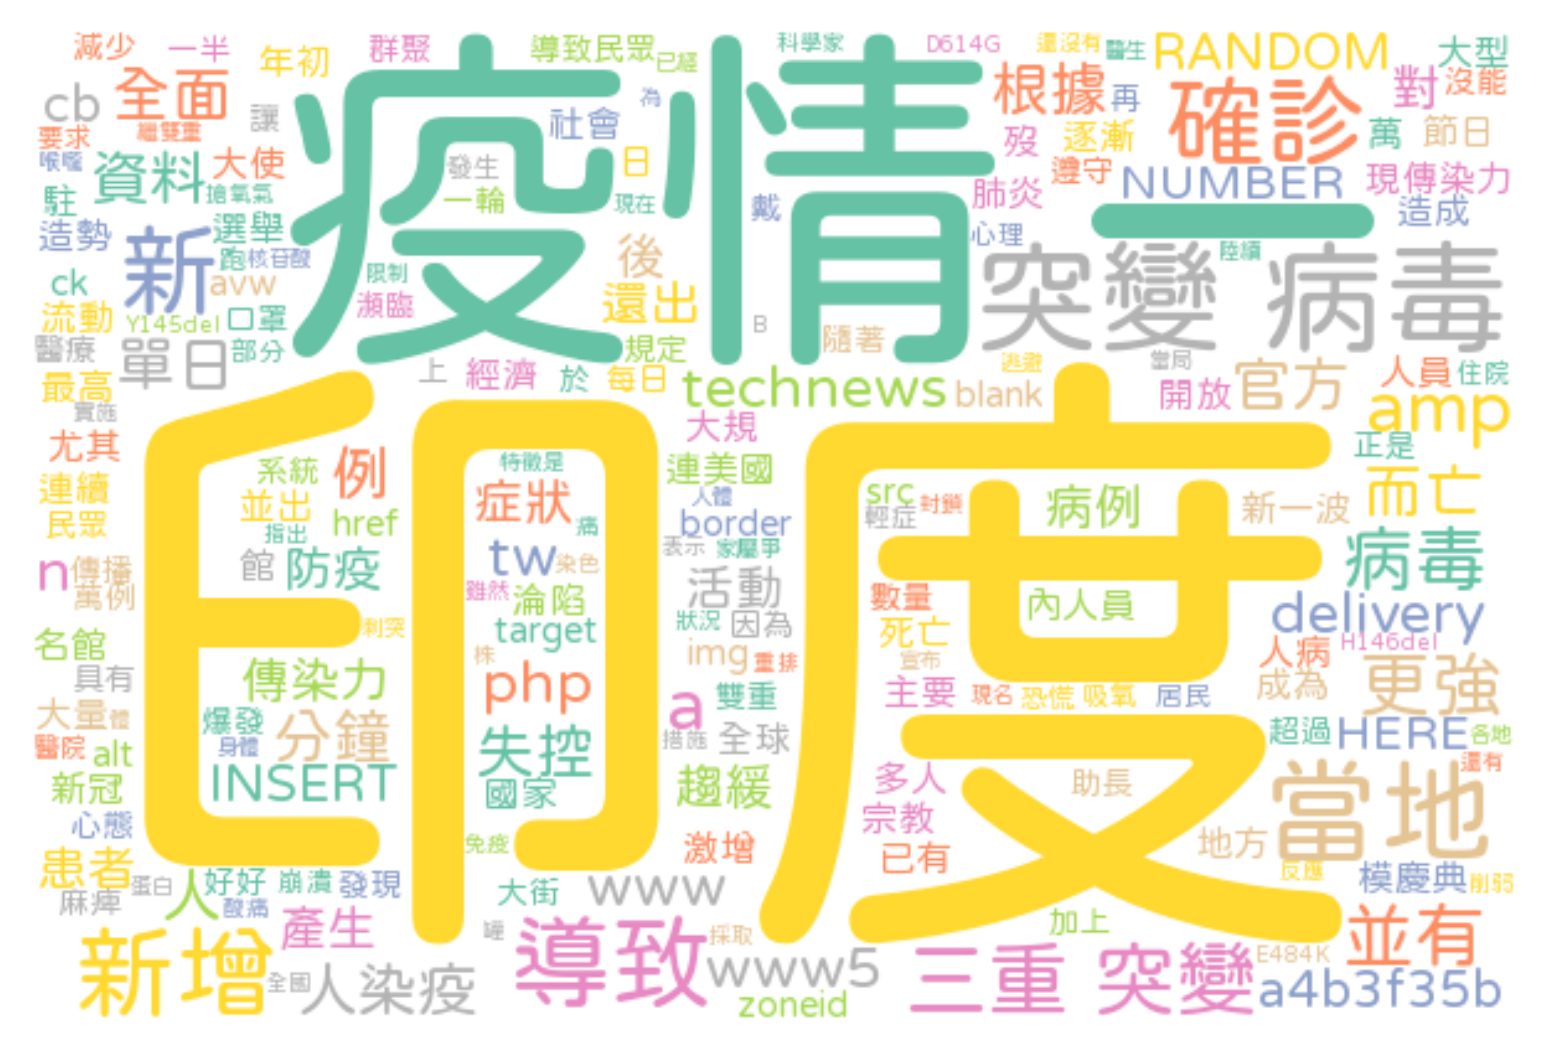 減少 一半 年初 群聚 疫情 導致民眾 已經 科學家 D614G 還沒有 醫生 RANDOM 大型
cb 全面 讓 社會 為 根據 再 確診 對 沒能
要求 繼雙重 發生 日 歿 逐漸 萬 節日
喉嚨 資料 大使 擔氧氣 一輪 現在 戴 肺炎 遵守 NUMBER 現傳染力
駐 選舉 一 造成
造勢 新 跑 核苷酸 後 心理 突變 病毒 陸續
ck avw 限制 瀕臨 還出
流動 Y145del 口罩 B 隨著
醫療 單日 部分 規定
最高 上 經濟 於 每日 technews blank 逃避 當局 開放 官方 人員 住院
實施 印度 大規 amp
尤其 系統 例 特徵是 連美國 正是
連續 並出 症狀 人體 src 病例 新一波 而亡
民眾 指出 href 痛 border 輕症 封鎖
n 傳播 館 防疫 tw 染色 表示 家屬爭 病毒
萬例 雖然 淪陷 活動 數量 內人員 delivery
名館 刺突 target 狀況 因為 死亡 H146del
具有 傳染力 株 img 重排 宣布 人病 更強
大量 體 php a 雙重 主要 現名 恐慌 吸氧 居民 成為
醫院 alt 爆發 身體 分鐘 失控 措施 全球 超過 HERE 各地
新冠 INSERT 國家 趨緩 多人 助長 當地 還有
心態 免疫 激增 宗教 地方
患者 蛋白 好好 崩潰 發現 大街 www 已有 反應 模慶典 削弱
麻痺 人 酸痛 產生 罐 導致 採取 加上 並有
新增 全國 人染疫 www5 zoneid 三重 突變 E484K a4b3f35b